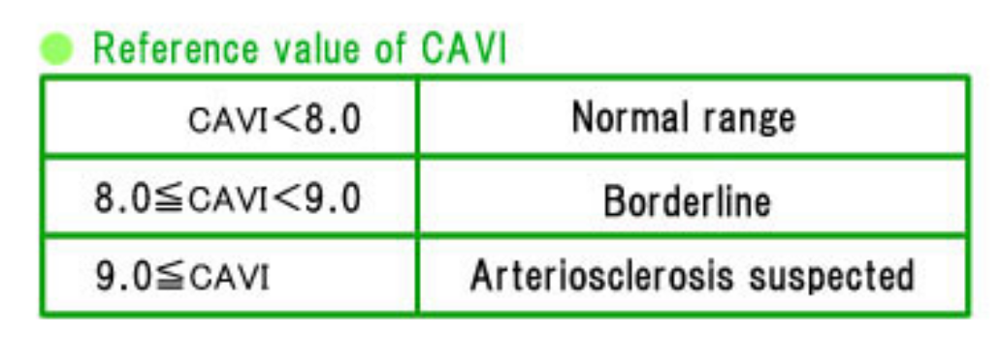 Reference value of CAVI
CAVI<8.0 Normal range
8.0≦CAVI<9.0 Borderline
9.0≦CAVI Arteriosclerosis suspected